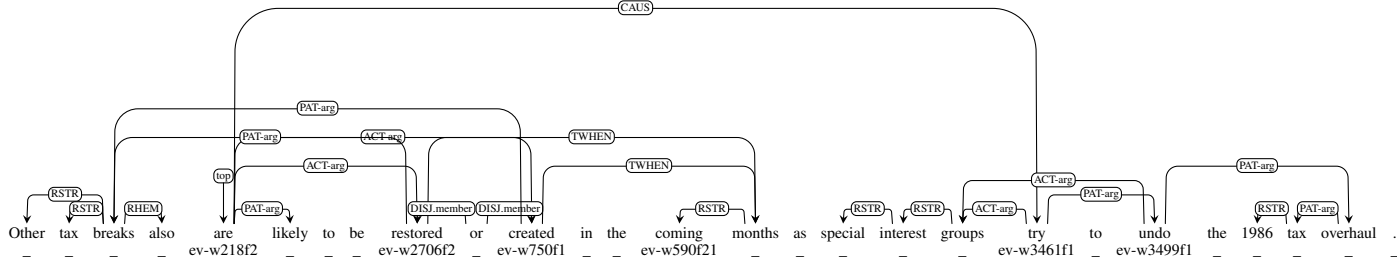 CAUS
PAT-arg
PAT-arg ACT-arg TWHEN
ACT-arg TWHEN PAT-arg
top ACT-arg
RSTR PAT-arg
RSTR RHEM PAT-arg DISJ.member DISJ.member RSTR RSTR RSTR ACT-arg RSTR PAT-arg
Other tax breaks also are likely to be restored or created in the coming months as special interest groups try to undo the 1986 tax overhaul .
ev-w218f2 ev-w2706f2 ev-w750f1 ev-w590f21 ev-w3461f1 ev-w3499f1
_ _ _ _ _ _ _ _ _ _ _ _ _ _ _ _ _ _ _ _ _ _ _ _ _ _ _